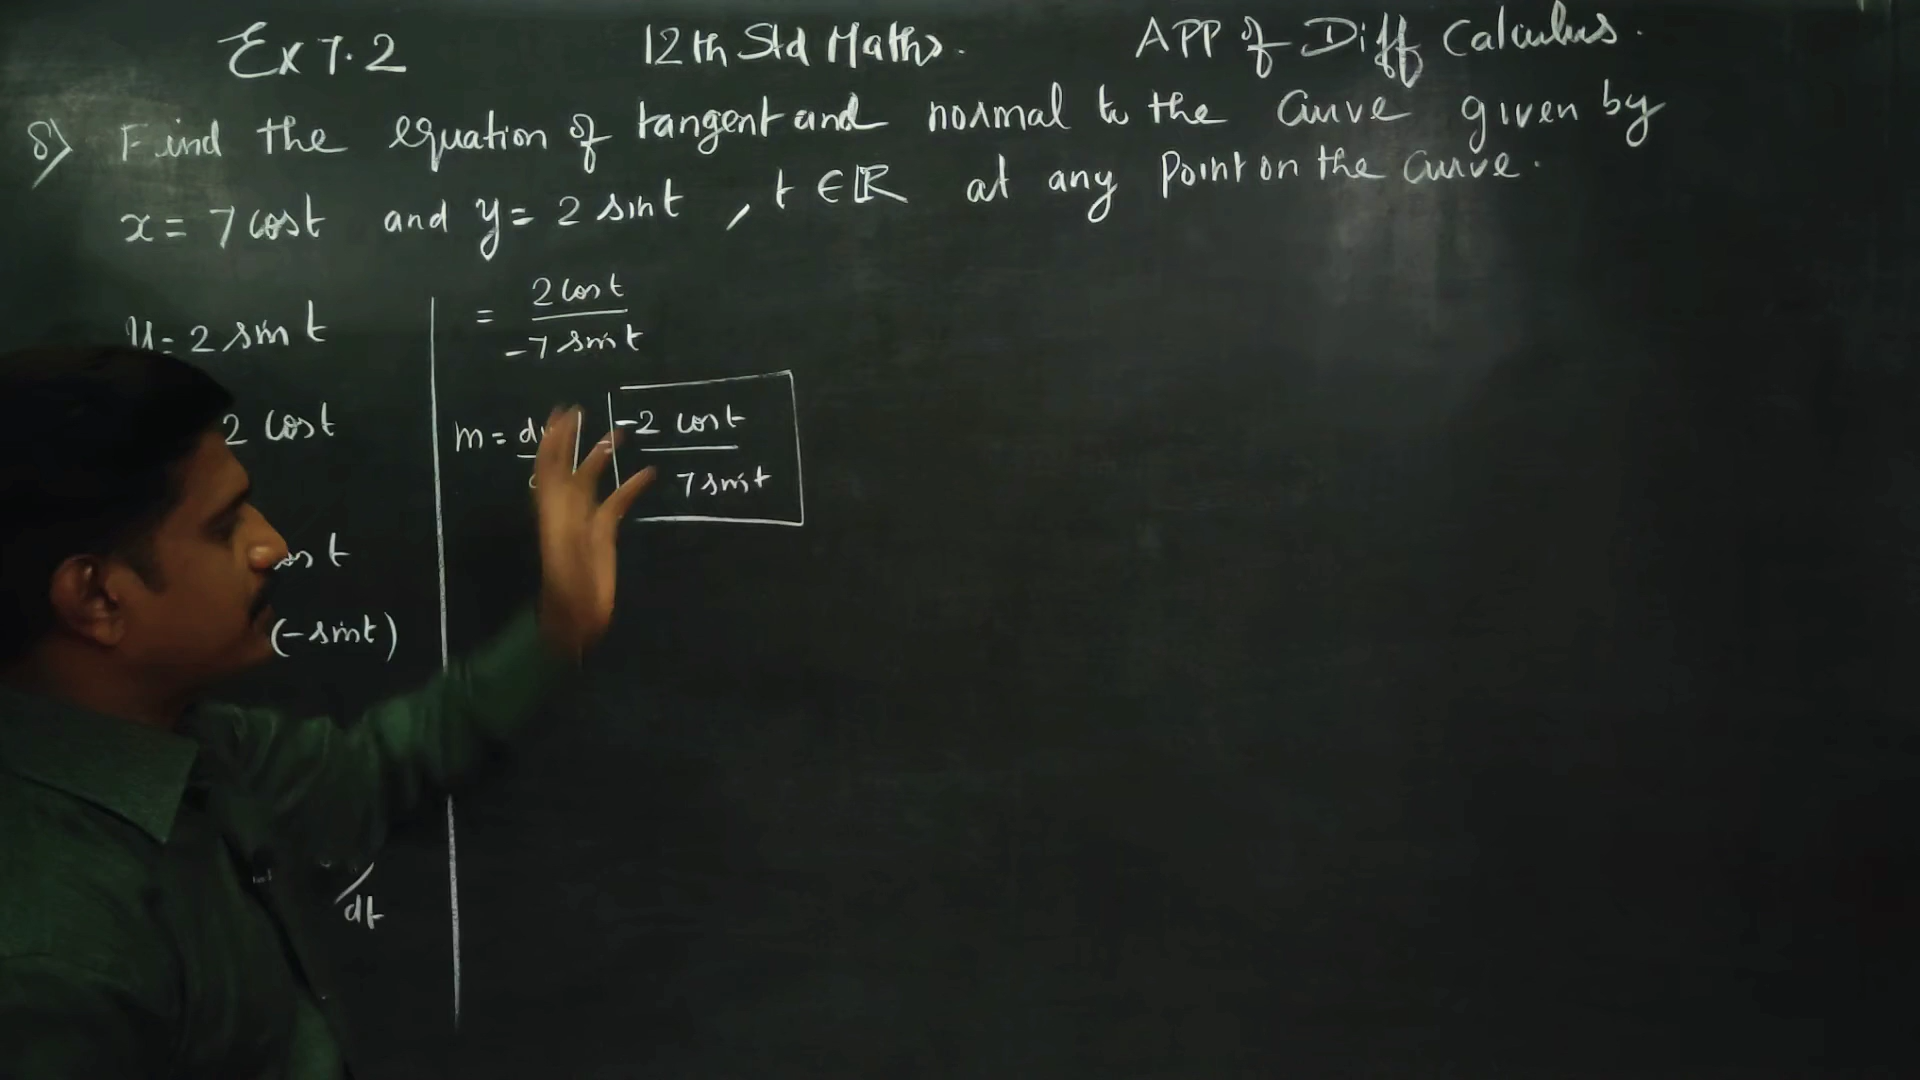 Ex 7.2 12th Std Maths. APP of Diff Calculus.
8) Find the equation of tangent and normal to the curve given by
x = 7 cost and y = 2 sint , t ∈ ℝ at any Point on the curve.
y = 2 sin t
2 cost
t
(-sint)
dt
= 2 cost / -7 sint
m = dy = -2 cost / 7 sint